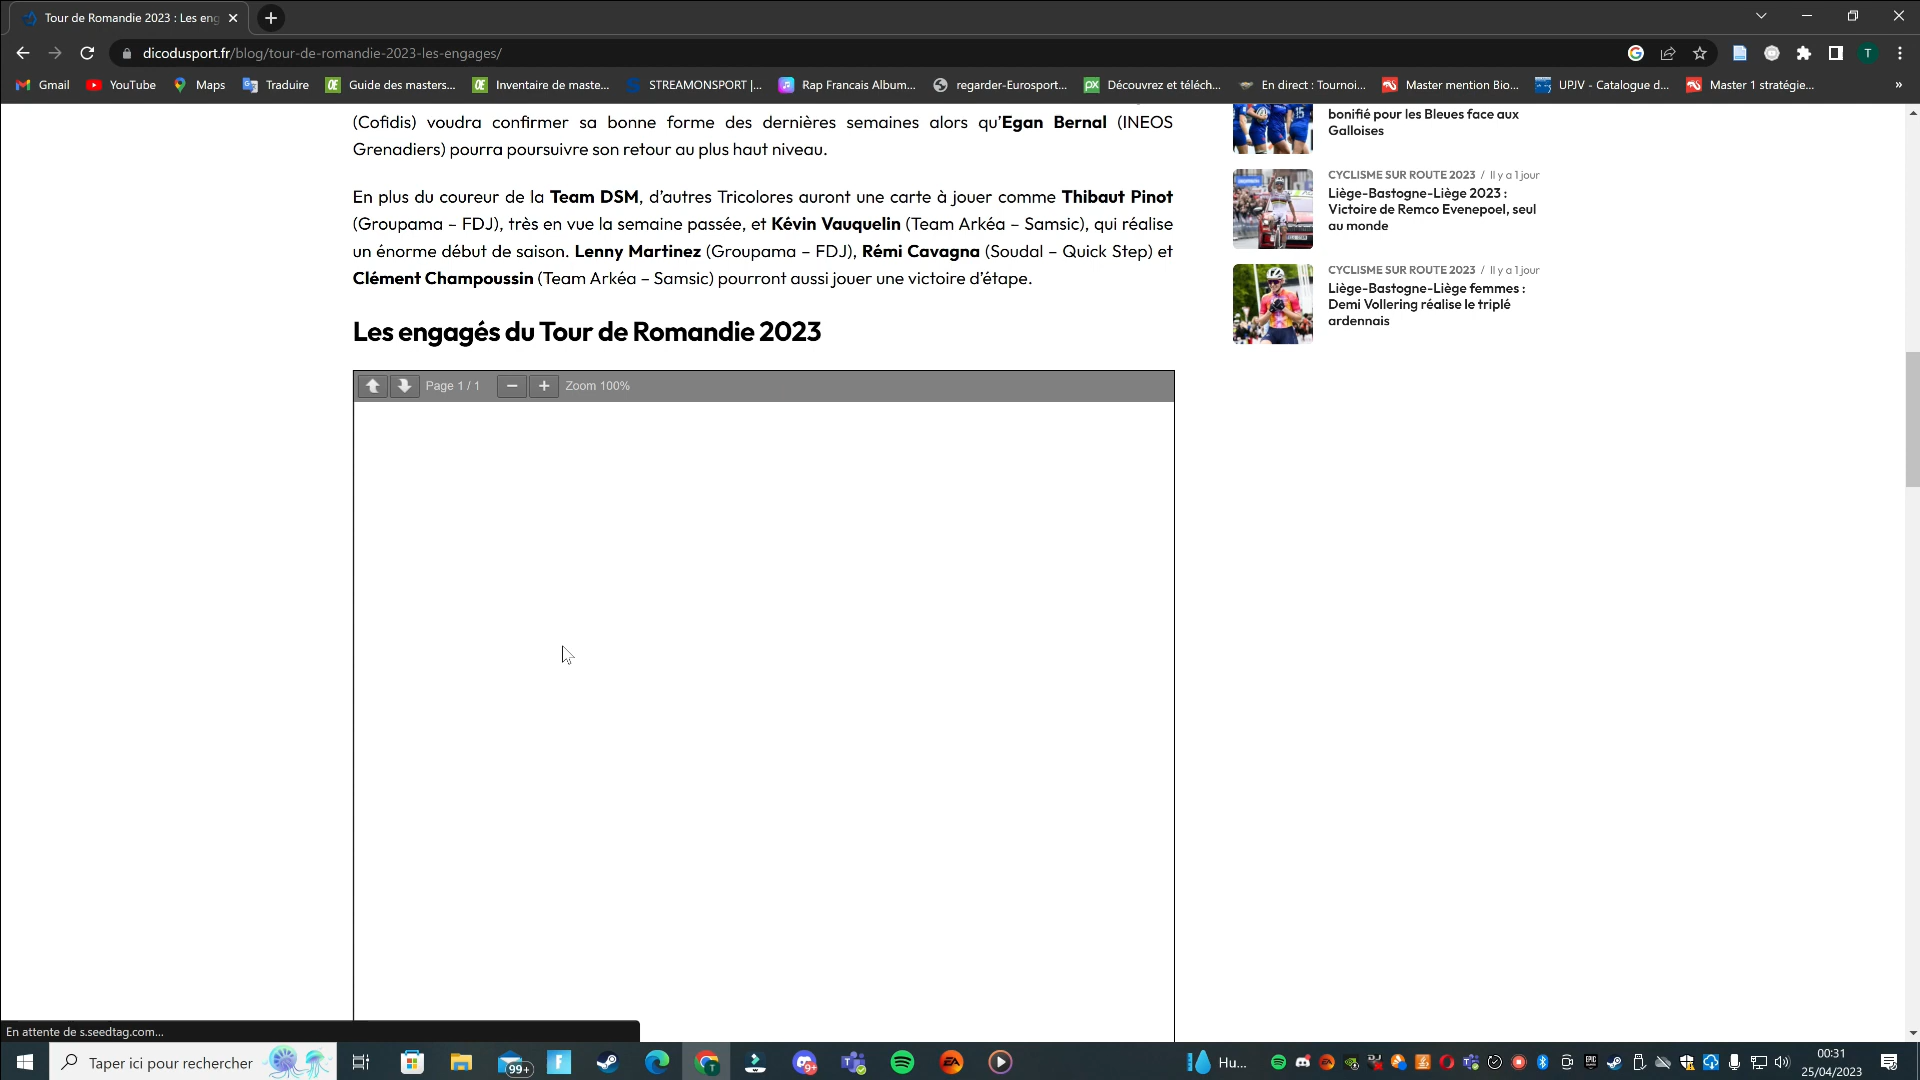 Tour de Romandie 2023 : Les eng
dicodusport.fr/blog/tour-de-romandie-2023-les-engages/
T
Gmail YouTube Maps Traduire Guide des masters... Inventaire de maste... STREAMONSPORT |... Rap Francais Album... regarder-Eurosport... Découvrez et téléch... En direct : Tournoi... Master mention Bio... UPJV - Catalogue d... Master 1 stratégie... »
(Cofidis) voudra confirmer sa bonne forme des dernières semaines alors qu'Egan Bernal (INEOS
Grenadiers) pourra poursuivre son retour au plus haut niveau.
En plus du coureur de la Team DSM, d'autres Tricolores auront une carte à jouer comme Thibaut Pinot
(Groupama – FDJ), très en vue la semaine passée, et Kévin Vauquelin (Team Arkéa – Samsic), qui réalise
un énorme début de saison. Lenny Martinez (Groupama – FDJ), Rémi Cavagna (Soudal – Quick Step) et
Clément Champoussin (Team Arkéa – Samsic) pourront aussi jouer une victoire d'étape.
Les engagés du Tour de Romandie 2023
Page 1 / 1
Zoom 100%
bonifié pour les Bleues face aux
Galloises
CYCLISME SUR ROUTE 2023 / Il y a 1 jour
Liège-Bastogne-Liège 2023 :
Victoire de Remco Evenepoel, seul
au monde
CYCLISME SUR ROUTE 2023 / Il y a 1 jour
Liège-Bastogne-Liège femmes :
Demi Vollering réalise le triplé
ardennais
En attente de s.seedtag.com...
Taper ici pour rechercher
99+
Hu...
00:31
25/04/2023